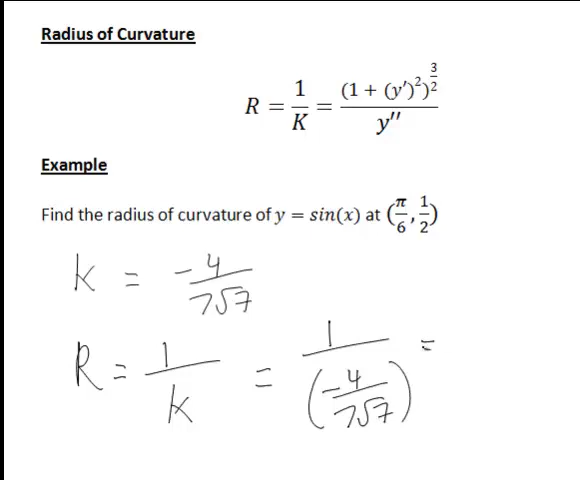 Radius of Curvature
R = 1/K = (1 + (y')²)^(3/2) / y''
Example
Find the radius of curvature of y = sin(x) at (π/6, 1/2)
k = -4/(7√7)
R = 1/k = 1/(-4/(7√7)) =